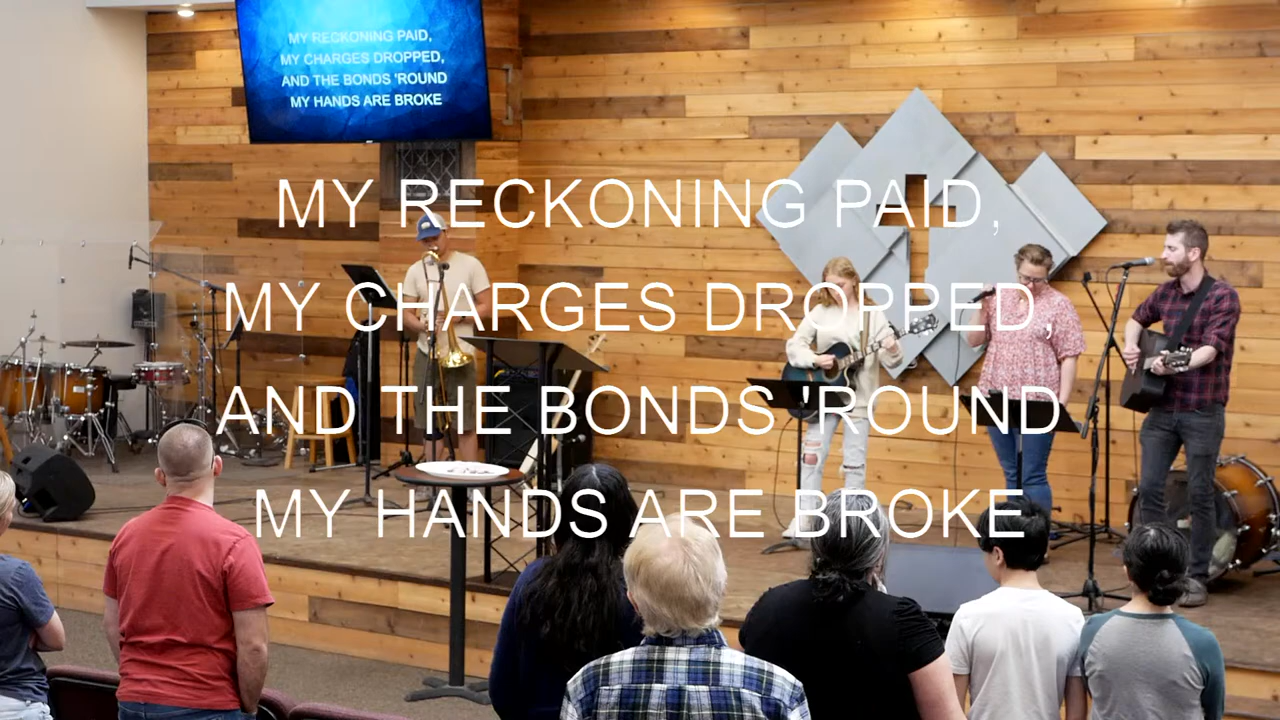 MY RECKONING PAID,
MY CHARGES DROPPED,
AND THE BONDS 'ROUND
MY HANDS ARE BROKE
MY RECKONING PAID,
MY CHARGES DROPPED,
AND THE BONDS 'ROUND
MY HANDS ARE BROKE